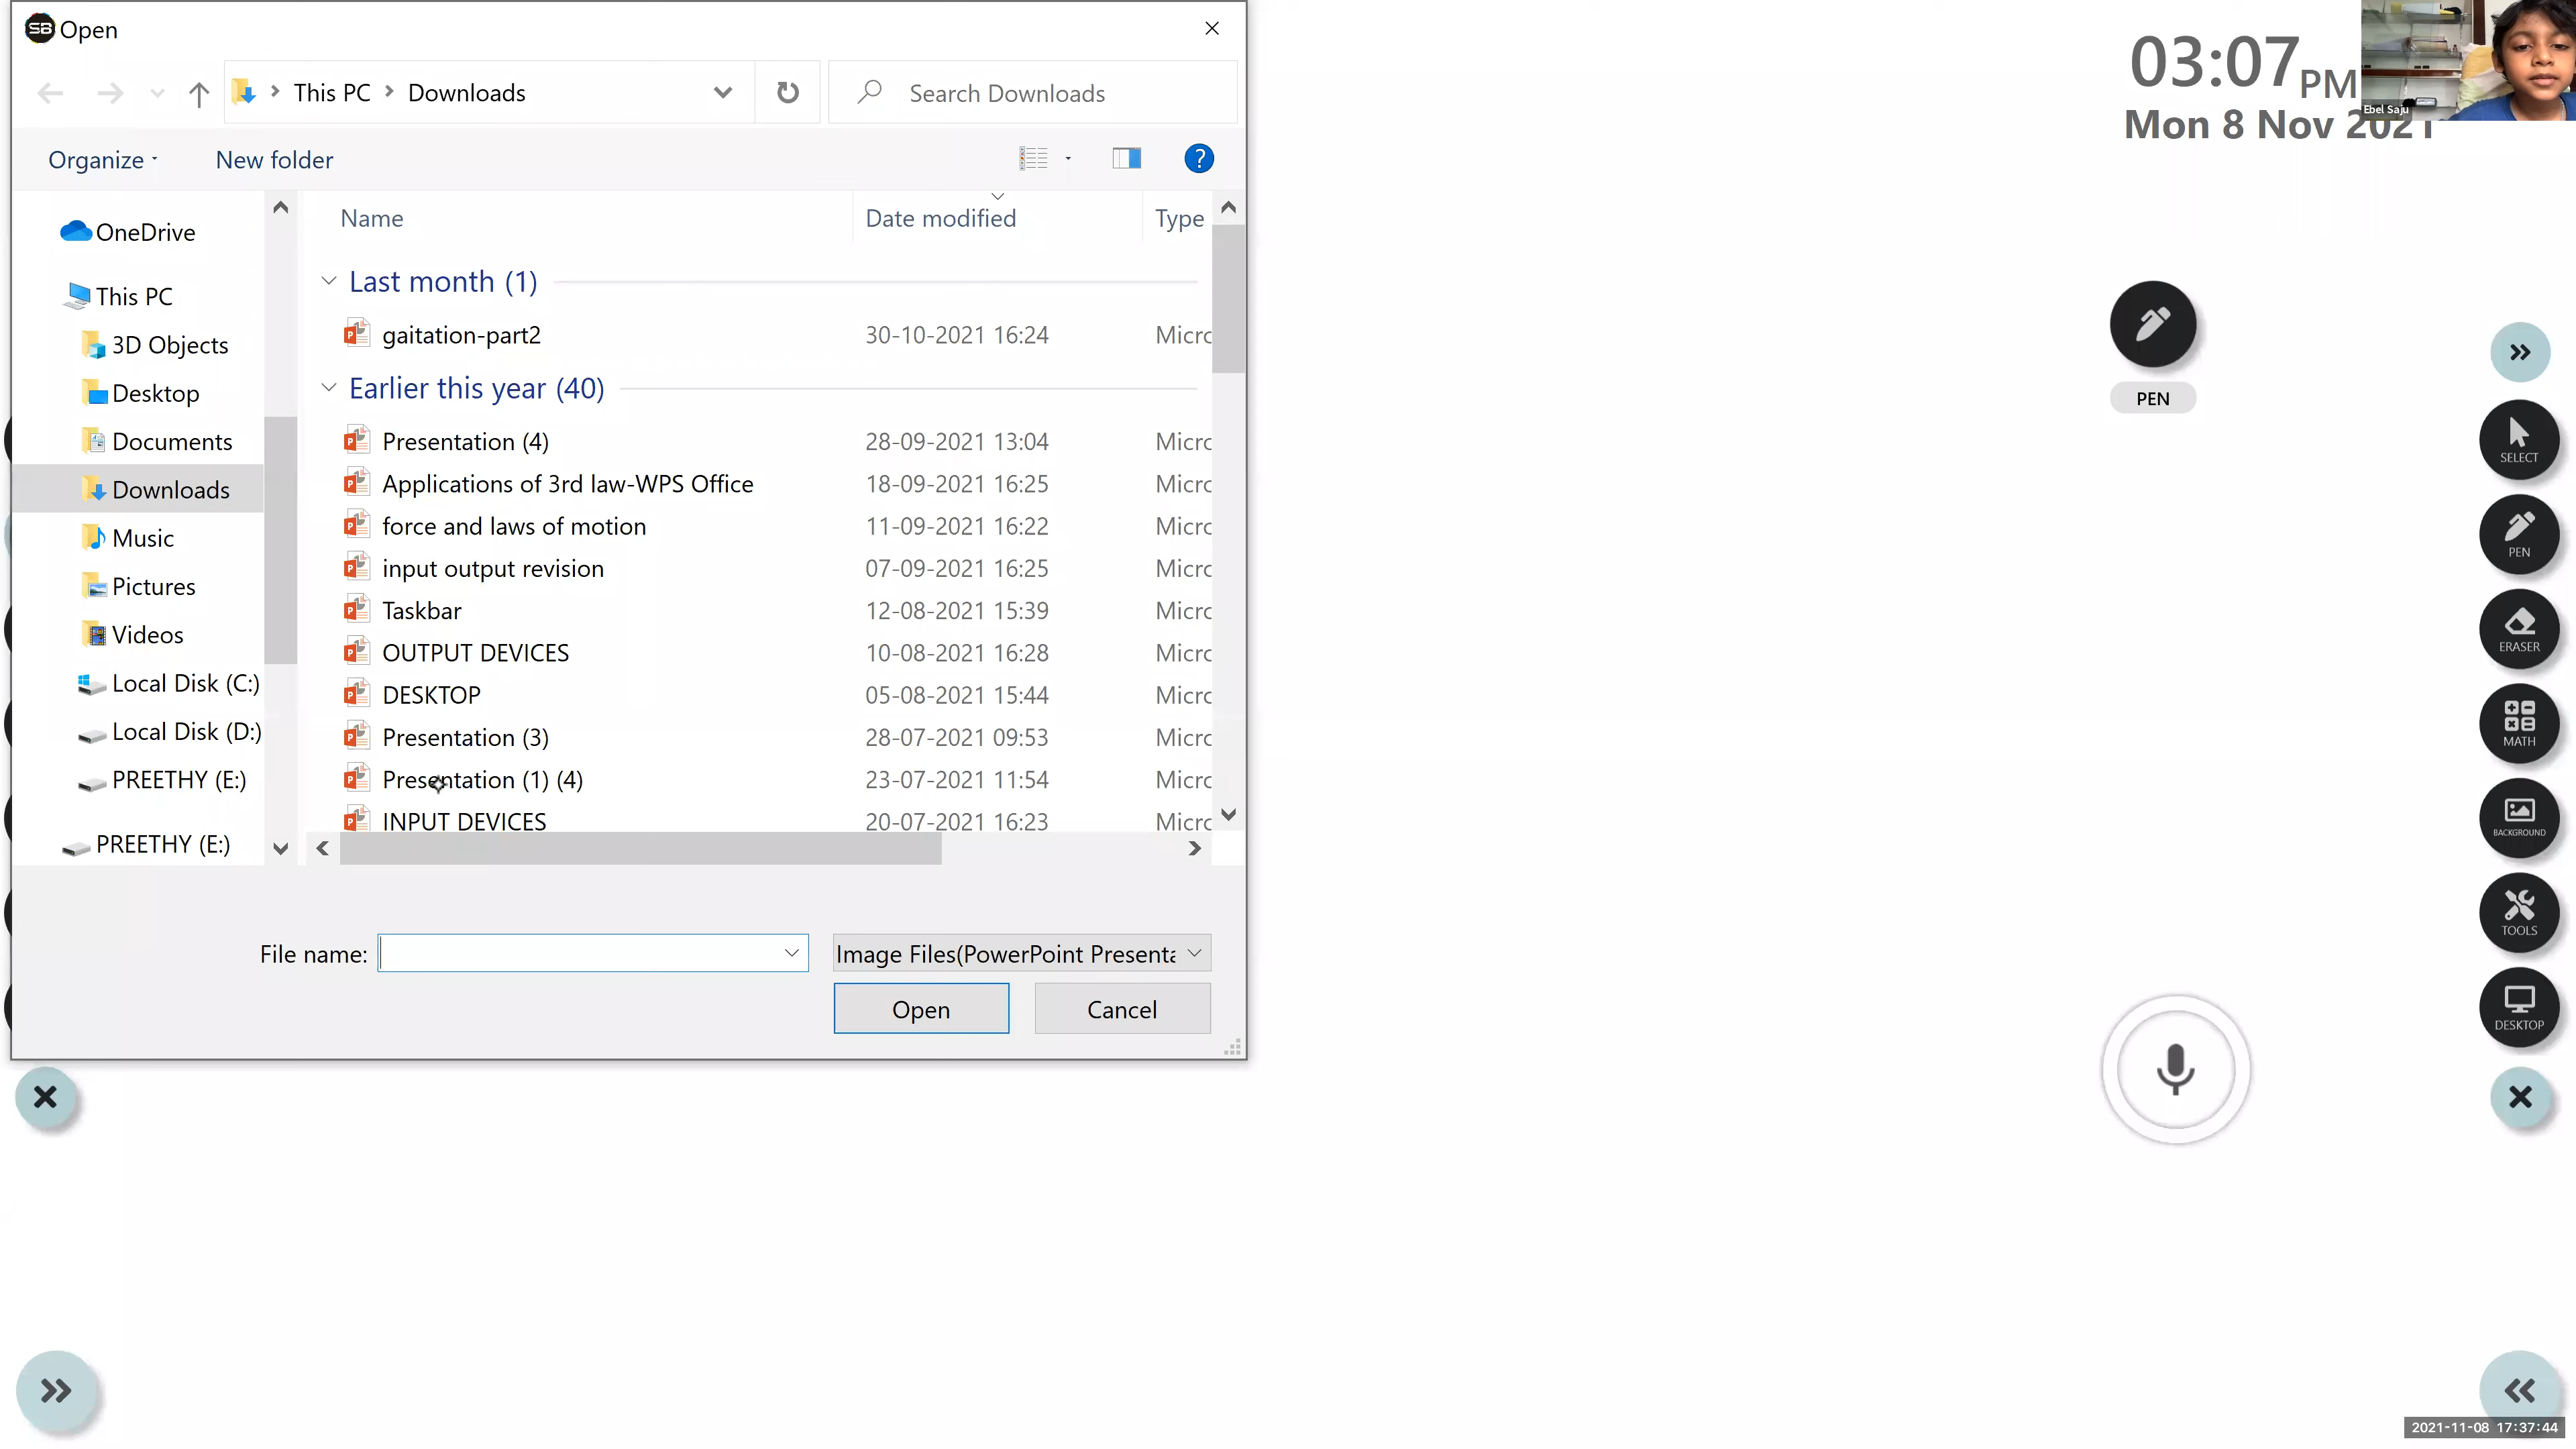 SB Open
This PC Downloads Search Downloads
Organize New folder
Name Date modified Type
OneDrive
This PC
3D Objects
Desktop
Documents
Downloads
Music
Pictures
Videos
Local Disk (C:)
Local Disk (D:)
PREETHY (E:)
PREETHY (E:)
Last month (1)
gaitation-part2 30-10-2021 16:24 Micro
Earlier this year (40)
Presentation (4) 28-09-2021 13:04 Micro
Applications of 3rd law-WPS Office 18-09-2021 16:25 Micro
force and laws of motion 11-09-2021 16:22 Micro
input output revision 07-09-2021 16:25 Micro
Taskbar 12-08-2021 15:39 Micro
OUTPUT DEVICES 10-08-2021 16:28 Micro
DESKTOP 05-08-2021 15:44 Micro
Presentation (3) 28-07-2021 09:53 Micro
Presentation (1) (4) 23-07-2021 11:54 Micro
INPUT DEVICES 20-07-2021 16:23 Micro
File name: Image Files(PowerPoint Presenta
Open Cancel
03:07 PM
Mon 8 Nov 2021
Ebel Saju
PEN
SELECT
PEN
ERASER
MATH
BACKGROUND
TOOLS
DESKTOP
2021-11-08 17:37:44